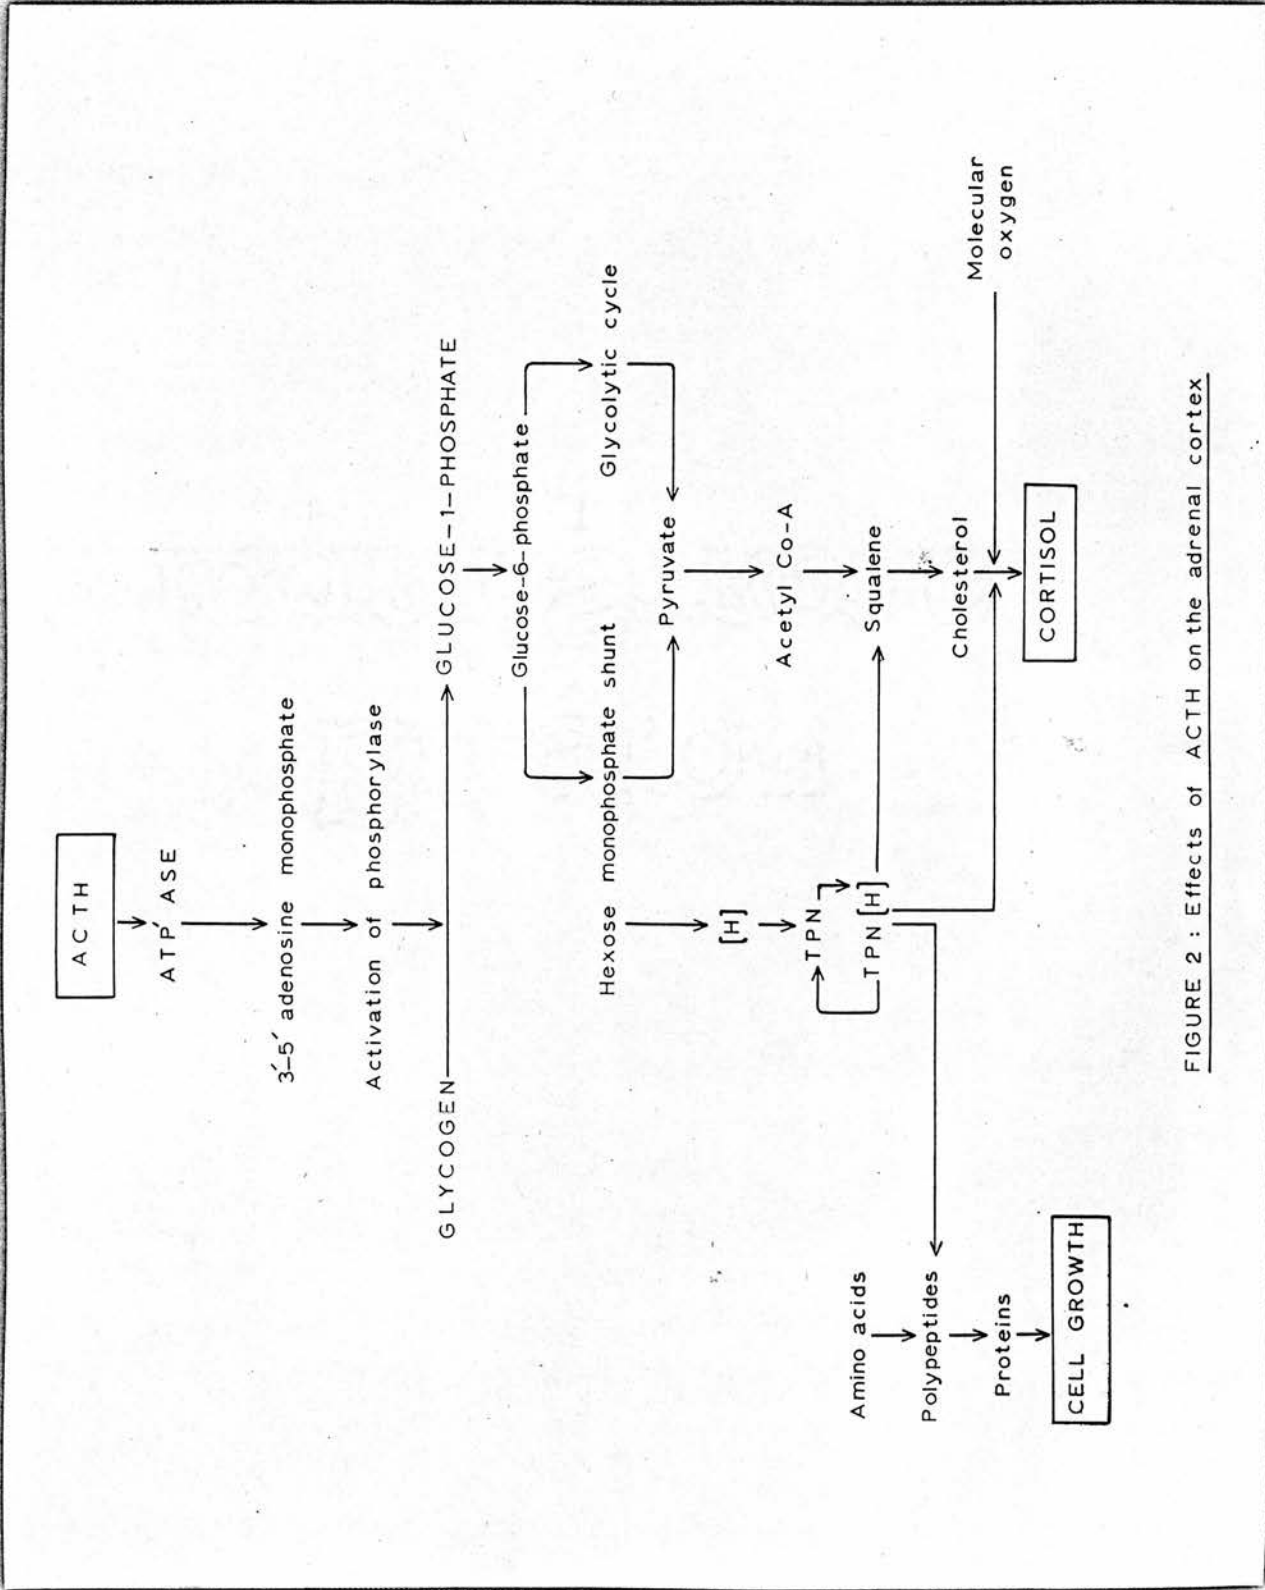 ACTH
ATP'ASE
3′–5′ adenosine monophosphate
Activation of phosphorylase
GLYCOGEN
GLUCOSE–1–PHOSPHATE
Glucose–6–phosphate
Hexose monophosphate shunt
Glycolytic cycle
[H]
Pyruvate
TPN
TPN [H]
Acetyl Co-A
Amino acids
Squalene
Polypeptides
Cholesterol
Molecular
oxygen
Proteins
CELL GROWTH
CORTISOL
FIGURE 2 : Effects of ACTH on the adrenal cortex